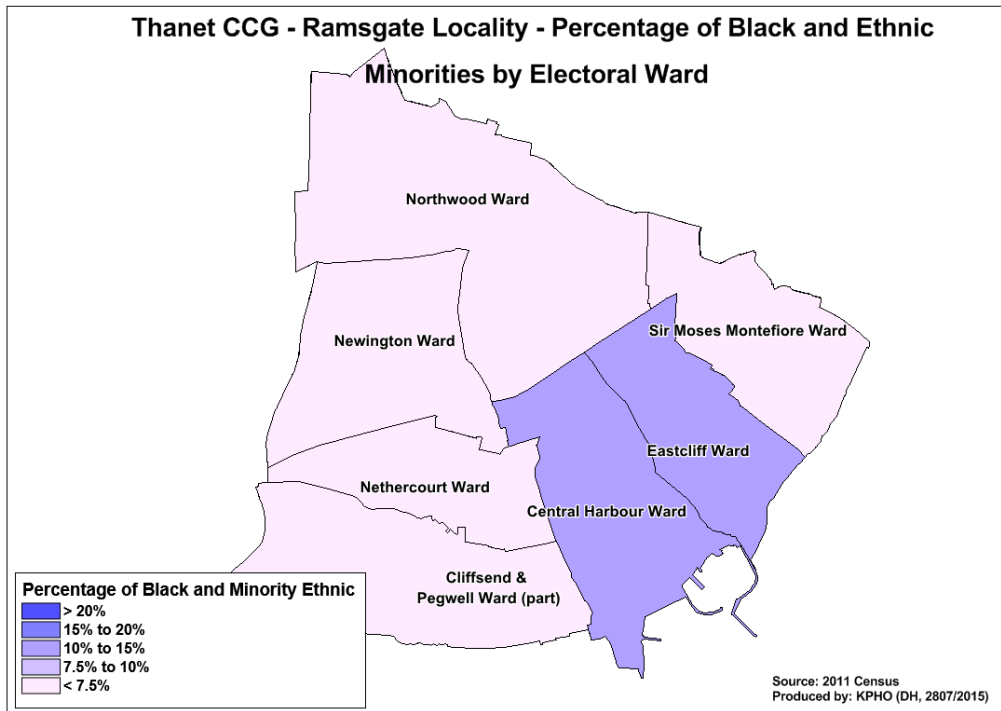 Thanet CCG - Ramsgate Locality - Percentage of Black and Ethnic
Minorities by Electoral Ward
Northwood Ward
Sir Moses Montefiore Ward
Newington Ward
Eastcliff Ward
Nethercourt Ward
Central Harbour Ward
Cliffsend &
Pegwell Ward (part)
Percentage of Black and Minority Ethnic
> 20%
15% to 20%
10% to 15%
7.5% to 10%
< 7.5%
Source: 2011 Census
Produced by: KPHO (DH, 2807/2015)